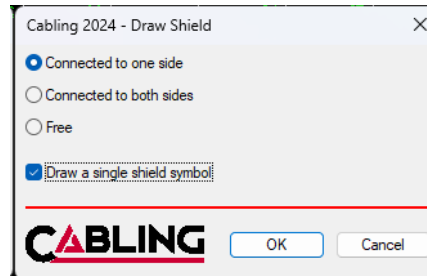 Cabling 2024 - Draw Shield
Connected to one side
Connected to both sides
Free
Draw a single shield symbol
CABLING
OK
Cancel